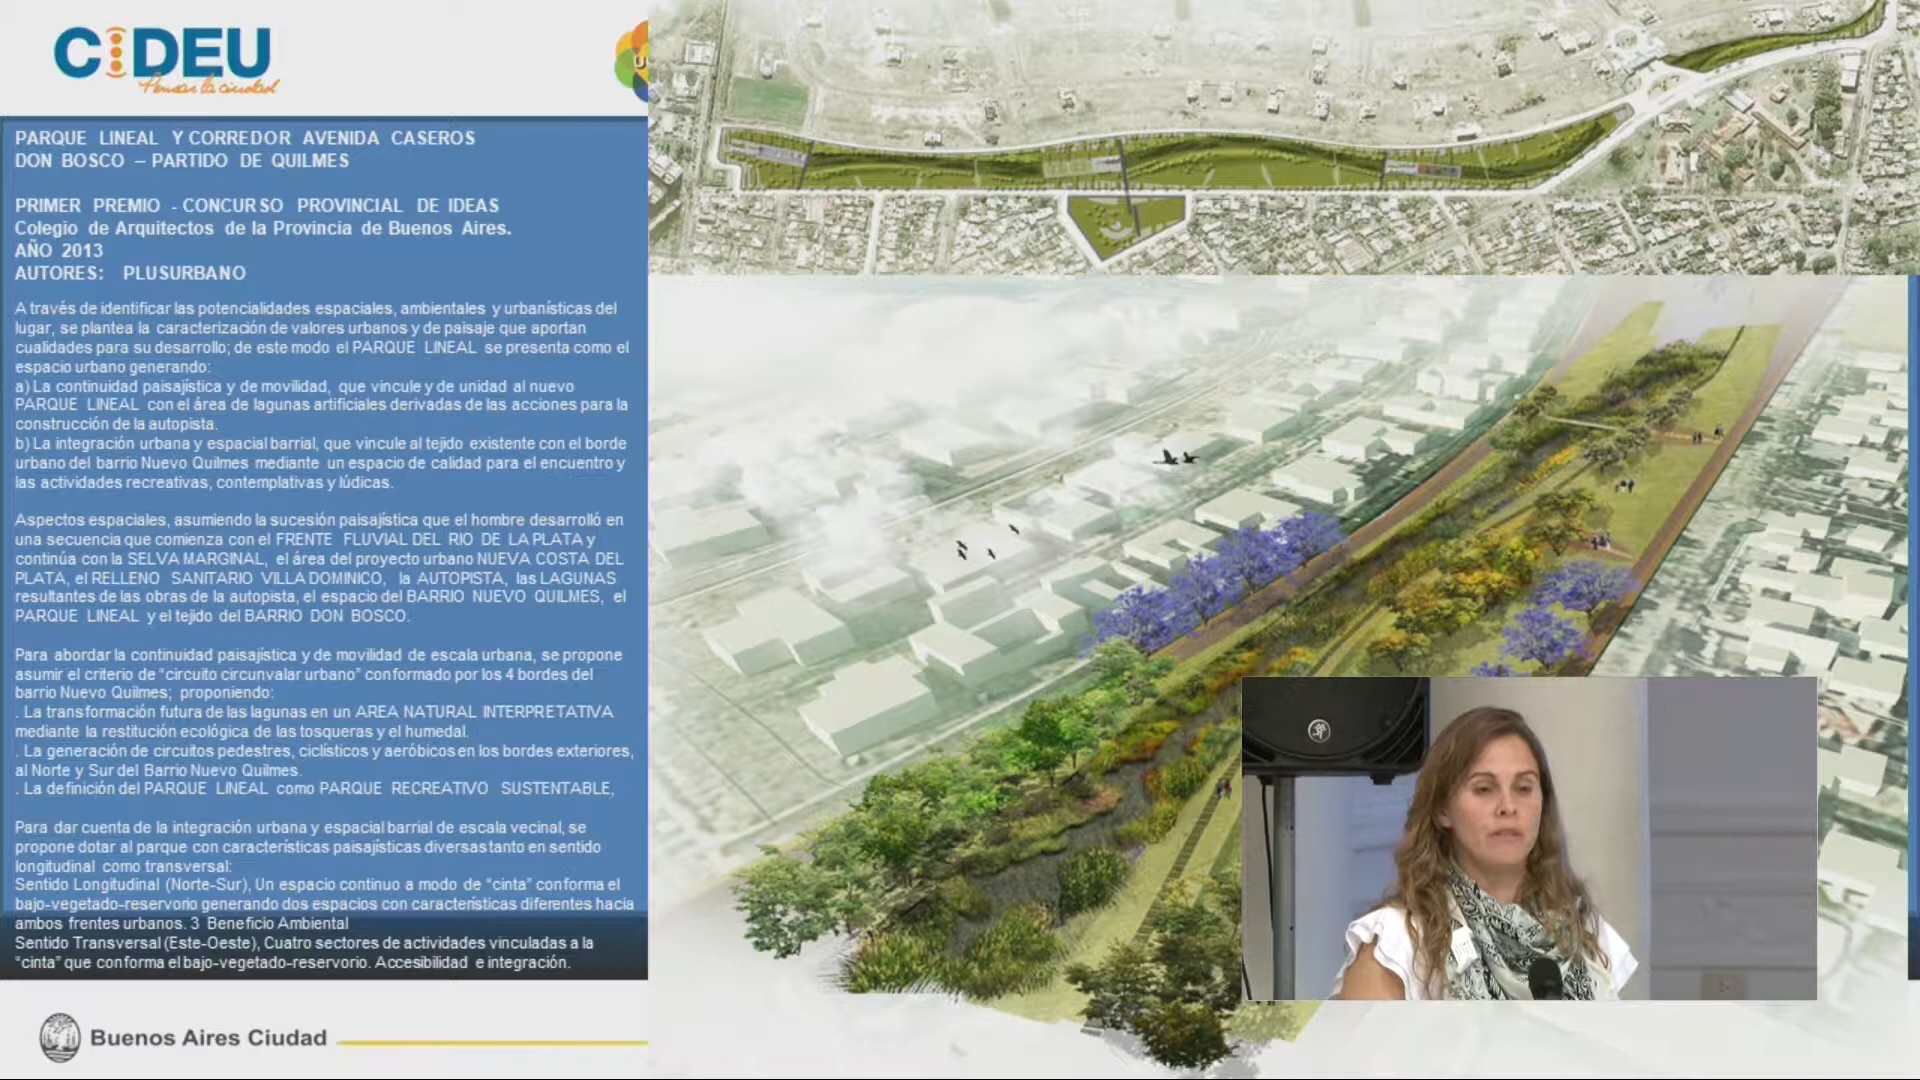 CIDEU
Pensar la ciudad
PARQUE LINEAL Y CORREDOR AVENIDA CASEROS
DON BOSCO – PARTIDO DE QUILMES
PRIMER PREMIO - CONCURSO PROVINCIAL DE IDEAS
Colegio de Arquitectos de la Provincia de Buenos Aires.
AÑO 2013
AUTORES: PLUSURBANO
A través de identificar las potencialidades espaciales, ambientales y urbanísticas del
lugar, se plantea la caracterización de valores urbanos y de paisaje que aportan
cualidades para su desarrollo; de este modo el PARQUE LINEAL se presenta como el
espacio urbano generando:
a) La continuidad paisajística y de movilidad, que vincule y de unidad al nuevo
PARQUE LINEAL con el área de lagunas artificiales derivadas de las acciones para la
construcción de la autopista.
b) La integración urbana y espacial barrial, que vincule al tejido existente con el borde
urbano del barrio Nuevo Quilmes mediante un espacio de calidad para el encuentro y
las actividades recreativas, contemplativas y lúdicas.
Aspectos espaciales, asumiendo la sucesión paisajística que el hombre desarrolló en
una secuencia que comienza con el FRENTE FLUVIAL DEL RIO DE LA PLATA y
continúa con la SELVA MARGINAL, el área del proyecto urbano NUEVA COSTA DEL
PLATA, el RELLENO SANITARIO VILLA DOMINICO, la AUTOPISTA, las LAGUNAS
resultantes de las obras de la autopista, el espacio del BARRIO NUEVO QUILMES, el
PARQUE LINEAL y el tejido del BARRIO DON BOSCO.
Para abordar la continuidad paisajística y de movilidad de escala urbana, se propone
asumir el criterio de “circuito circunvalar urbano” conformado por los 4 bordes del
barrio Nuevo Quilmes; proponiendo:
. La transformación futura de las lagunas en un AREA NATURAL INTERPRETATIVA
mediante la restitución ecológica de las tosqueras y el humedal.
. La generación de circuitos pedestres, ciclísticos y aeróbicos en los bordes exteriores,
al Norte y Sur del Barrio Nuevo Quilmes.
. La definición del PARQUE LINEAL como PARQUE RECREATIVO SUSTENTABLE,
Para dar cuenta de la integración urbana y espacial barrial de escala vecinal, se
propone dotar al parque con características paisajísticas diversas tanto en sentido
longitudinal como transversal:
Sentido Longitudinal (Norte-Sur), Un espacio continuo a modo de “cinta” conforma el
bajo-vegetado-reservorio generando dos espacios con características diferentes hacia
ambos frentes urbanos. 3 Beneficio Ambiental
Sentido Transversal (Este-Oeste), Cuatro sectores de actividades vinculadas a la
“cinta” que conforma el bajo-vegetado-reservorio. Accesibilidad e integración.
Buenos Aires Ciudad